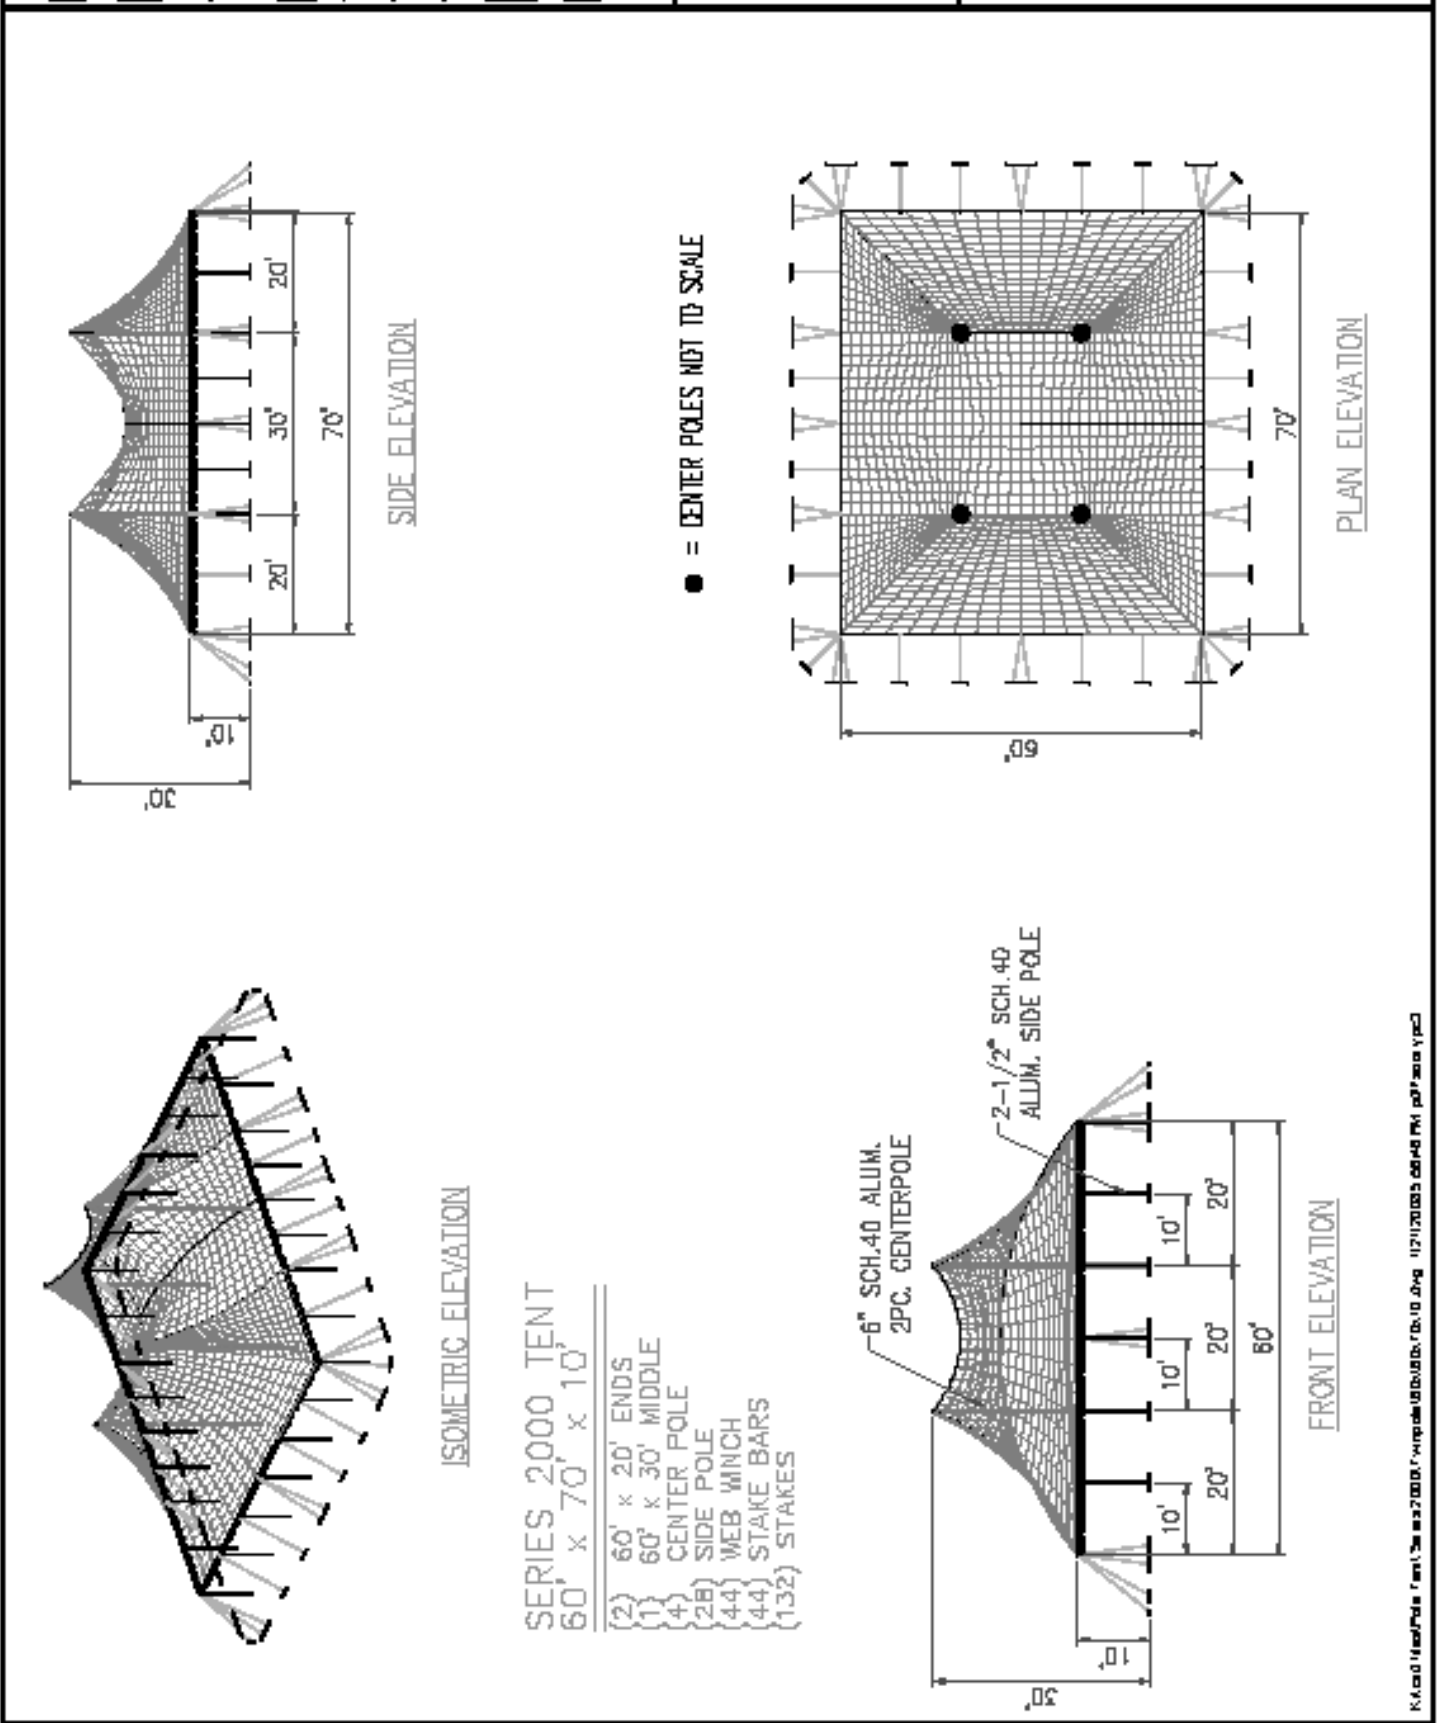 ISOMETRIC ELEVATION
SERIES 2000 TENT
60' x 70' x 10'
(2) 60' x 20' ENDS
(1) 60' x 30' MIDDLE
(4) CENTER POLE
(28) SIDE POLE
(44) WEB WINCH
(44) STAKE BARS
(132) STAKES
30'
10'
20'
30'
20'
70'
SIDE ELEVATION
● = CENTER POLES NOT TO SCALE
6" SCH.40 ALUM.
2PC. CENTERPOLE
2-1/2" SCH.40
ALUM. SIDE POLE
30'
10'
10'
10'
10'
20'
20'
20'
60'
FRONT ELEVATION
60'
70'
PLAN ELEVATION